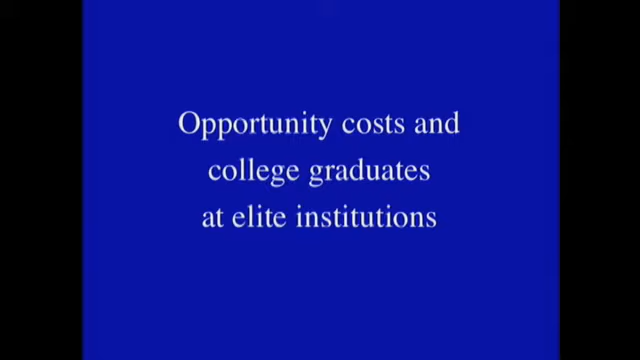 Opportunity costs and
college graduates
at elite institutions